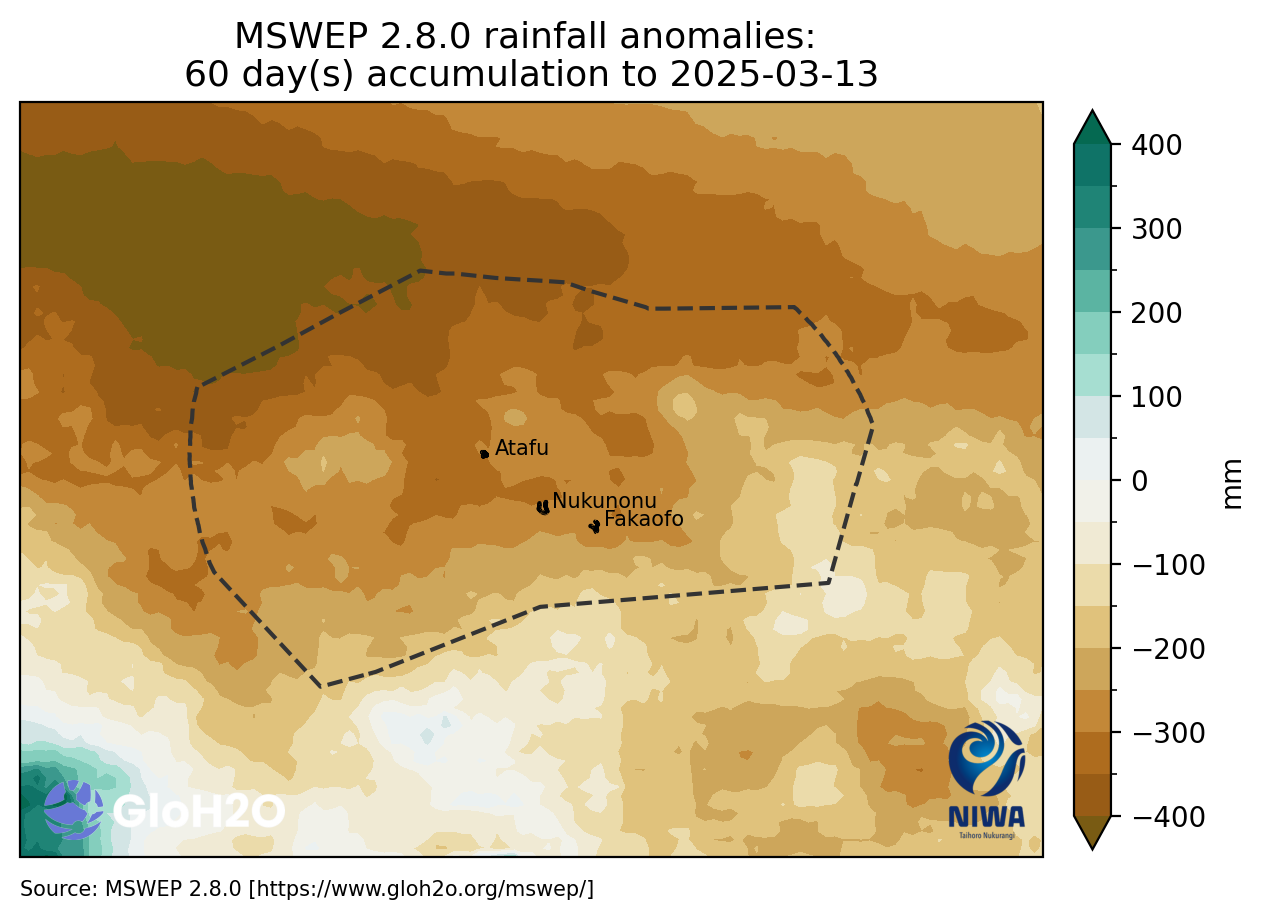 MSWEP 2.8.0 rainfall anomalies:
60 day(s) accumulation to 2025-03-13
400
300
200
100
0
−100
−200
−300
−400
mm
Atafu
Nukunonu
Fakaofo
GloH2O
NIWA
Taihoro Nukurangi
Source: MSWEP 2.8.0 [https://www.gloh2o.org/mswep/]